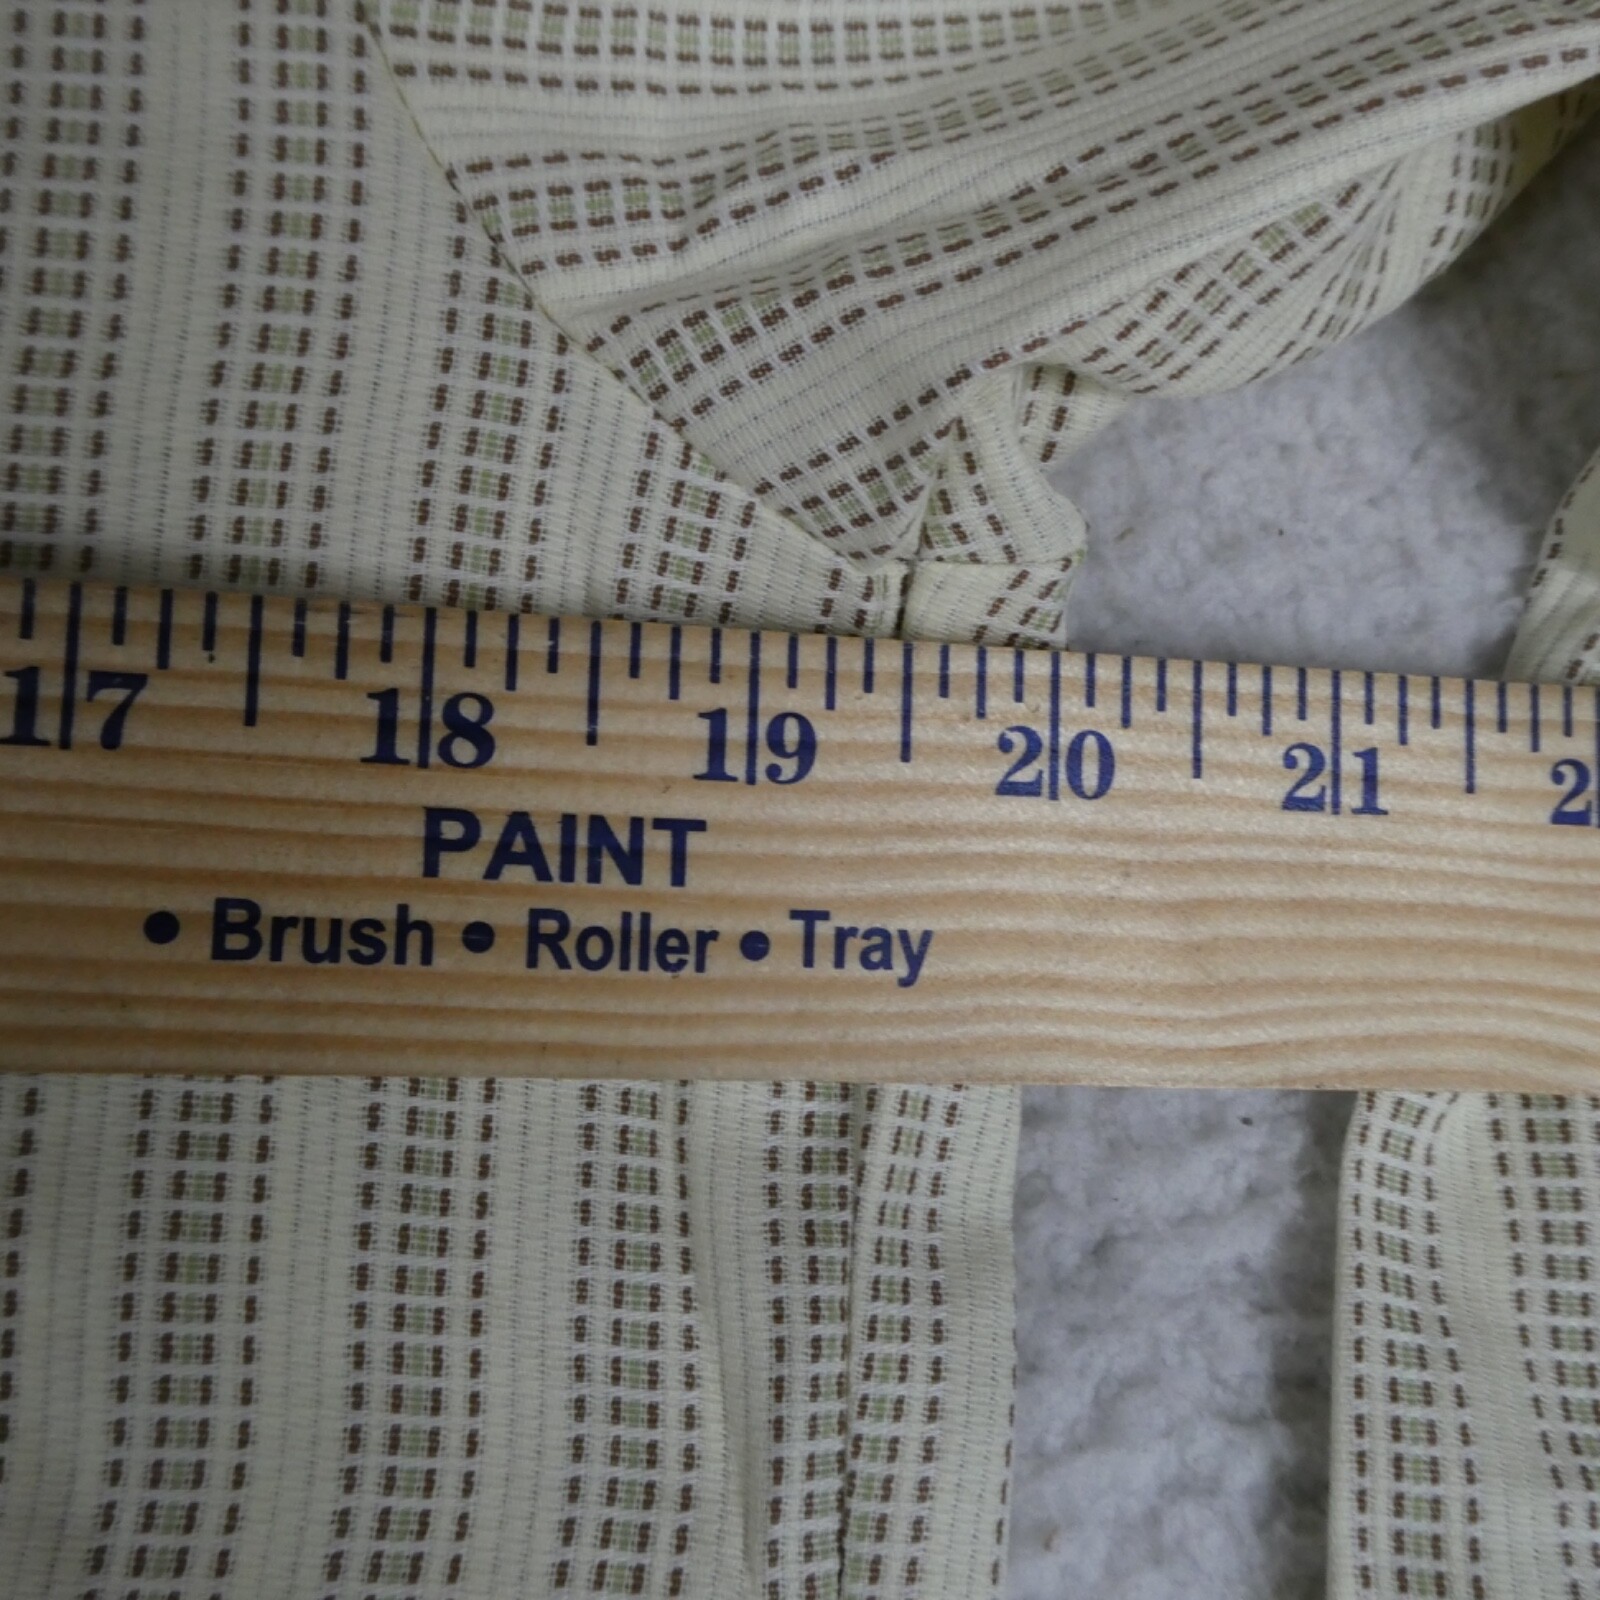 17 18 19 20 21 2
PAINT
• Brush • Roller • Tray